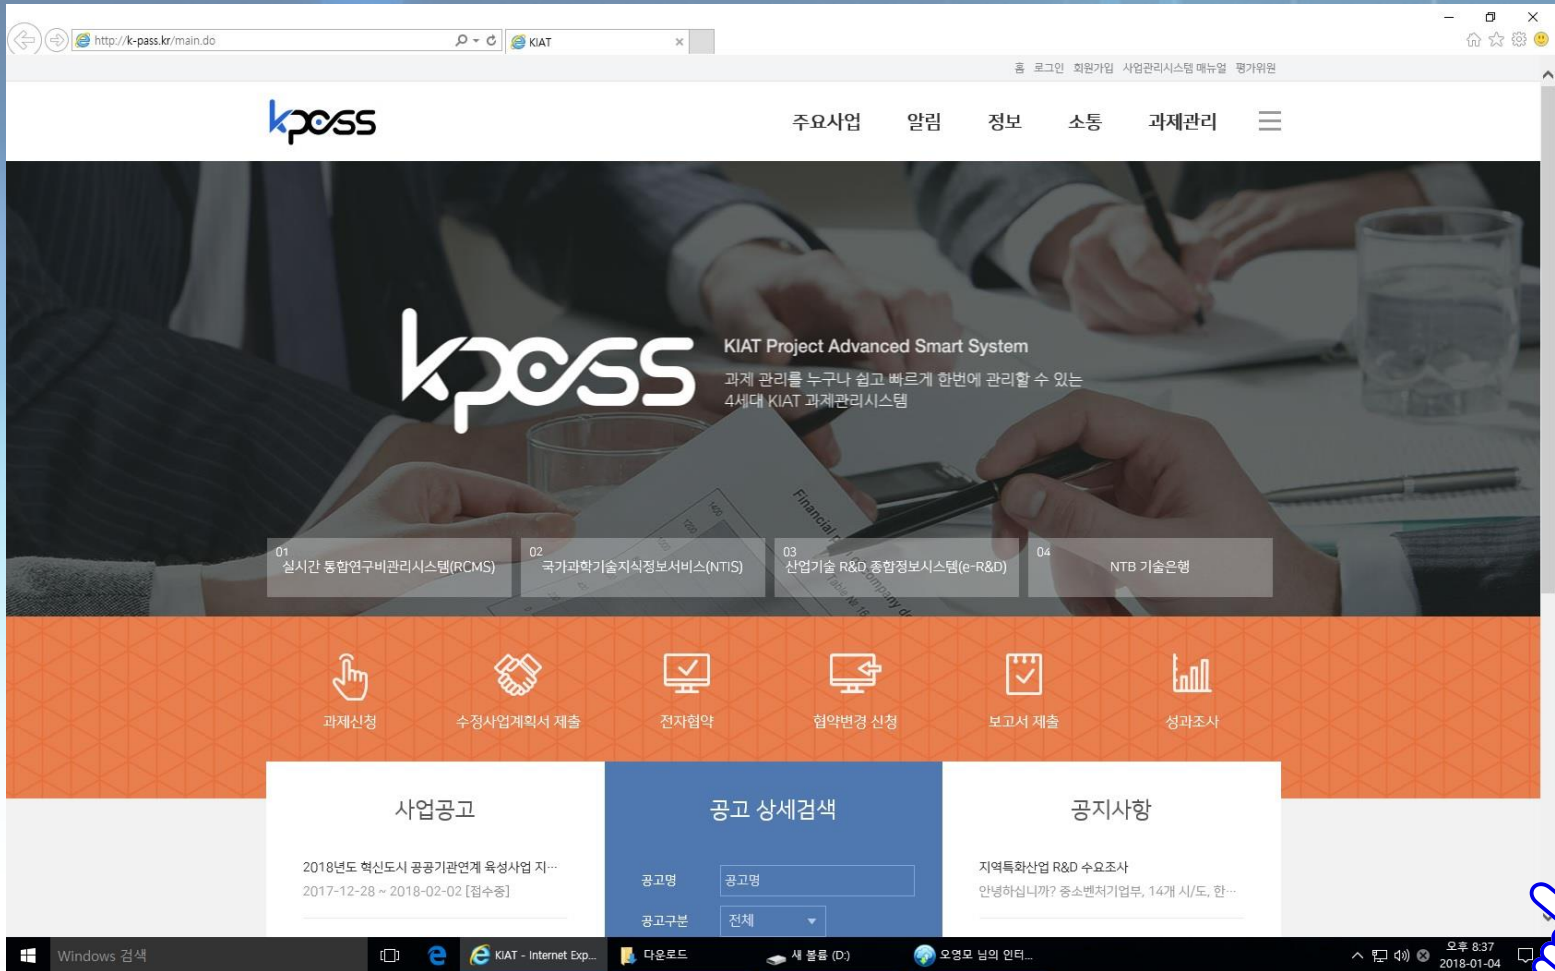 http://k-pass.kr/main.do
KIAT
홈 로그인 회원가입 사업관리시스템 매뉴얼 평가위원
kpass
주요사업 알림 정보 소통 과제관리
kpass
KIAT Project Advanced Smart System
과제 관리를 누구나 쉽고 빠르게 한번에 관리할 수 있는
4세대 KIAT 과제관리시스템
1400
1200
1000
Financial
company
Table № 16
01
실시간 통합연구비관리시스템(RCMS)
02
국가과학기술지식정보서비스(NTIS)
03
산업기술 R&D 종합정보시스템(e-R&D)
04
NTB 기술은행
과제신청 수정사업계획서 제출 전자협약 협약변경 신청 보고서 제출 성과조사
사업공고
2018년도 혁신도시 공공기관연계 육성사업 지…
2017-12-28 ~ 2018-02-02 [접수중]
공고 상세검색
공고명 공고명
공고구분 전체
공지사항
지역특화산업 R&D 수요조사
안녕하십니까? 중소벤처기업부, 14개 시/도, 한…
Windows 검색
KIAT - Internet Exp...
다운로드
새 볼륨 (D:)
오영모 님의 인터...
오후 8:37
2018-01-04